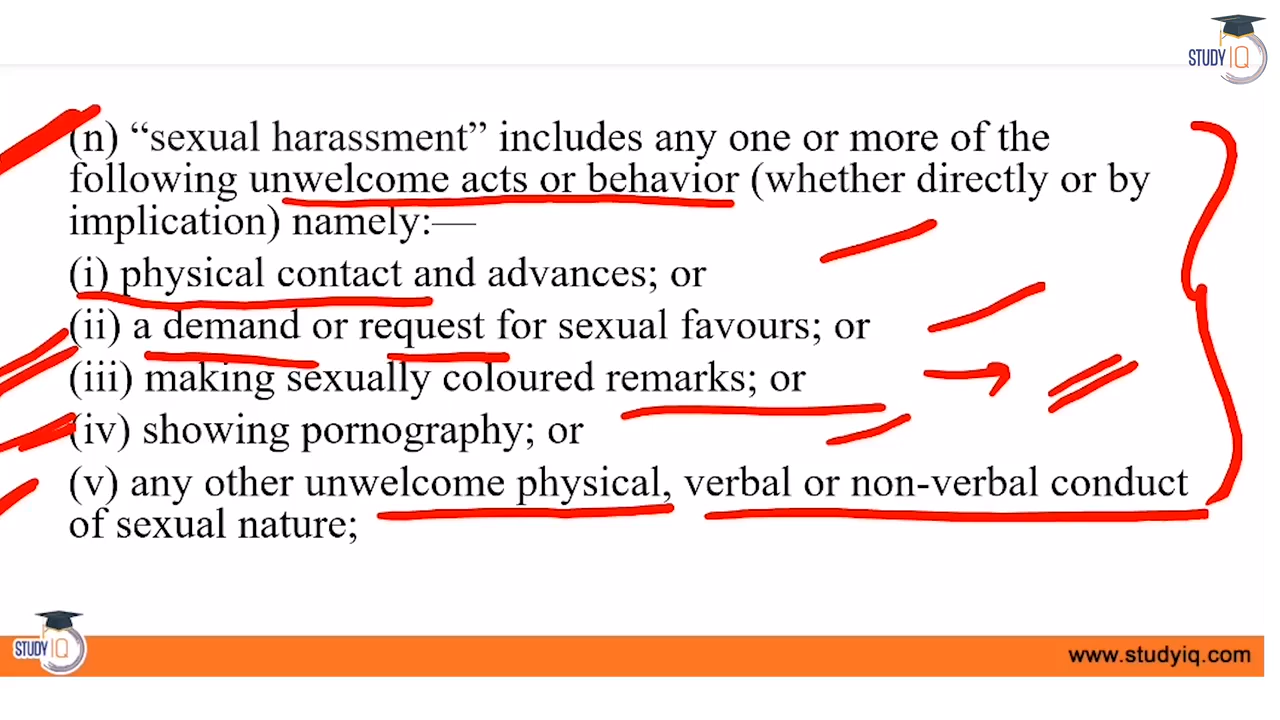 STUDY IQ
(n) “sexual harassment” includes any one or more of the
following unwelcome acts or behavior (whether directly or by
implication) namely:—
(i) physical contact and advances; or
(ii) a demand or request for sexual favours; or
(iii) making sexually coloured remarks; or
(iv) showing pornography; or
(v) any other unwelcome physical, verbal or non-verbal conduct
of sexual nature;
STUDY IQ
www.studyiq.com